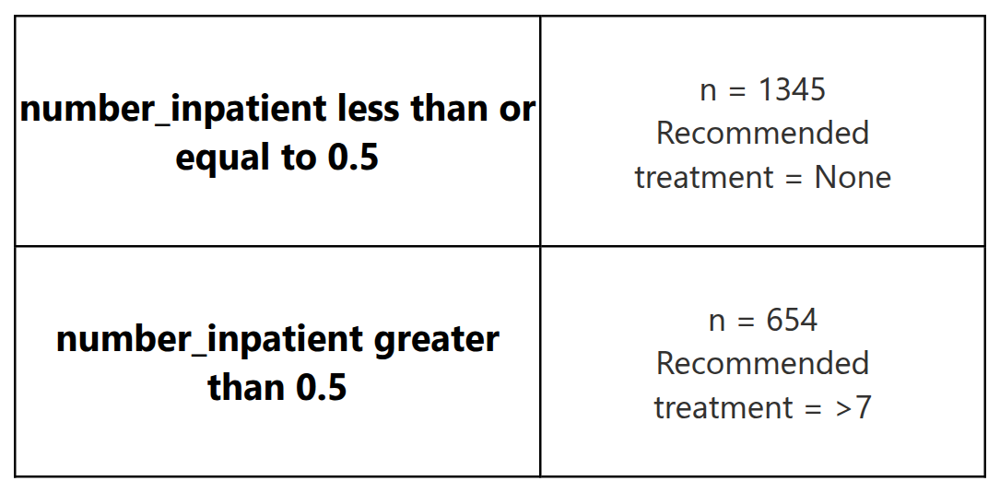 number_inpatient less than or
equal to 0.5
n = 1345
Recommended
treatment = None
number_inpatient greater
than 0.5
n = 654
Recommended
treatment = >7